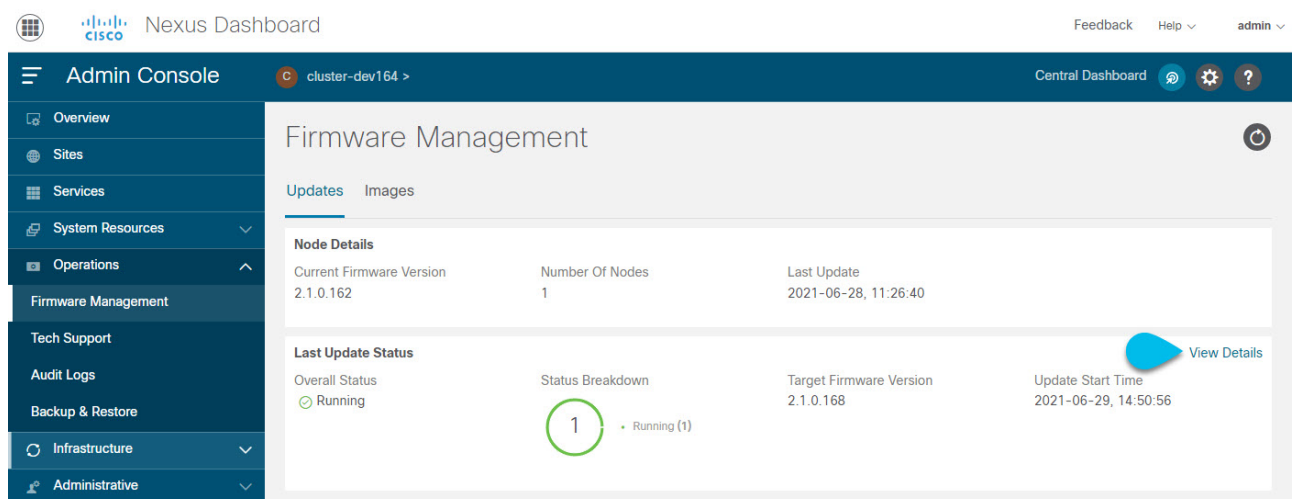 CISCO Nexus Dashboard Feedback Help admin
Admin Console C cluster-dev164 > Central Dashboard ?
Overview
Sites
Services
System Resources
Operations
Firmware Management
Tech Support
Audit Logs
Backup & Restore
Infrastructure
Administrative
Firmware Management
Updates Images
Node Details
Current Firmware Version Number Of Nodes Last Update
2.1.0.162 1 2021-06-28, 11:26:40
Last Update Status View Details
Overall Status Status Breakdown Target Firmware Version Update Start Time
Running 2.1.0.168 2021-06-29, 14:50:56
1 • Running (1)